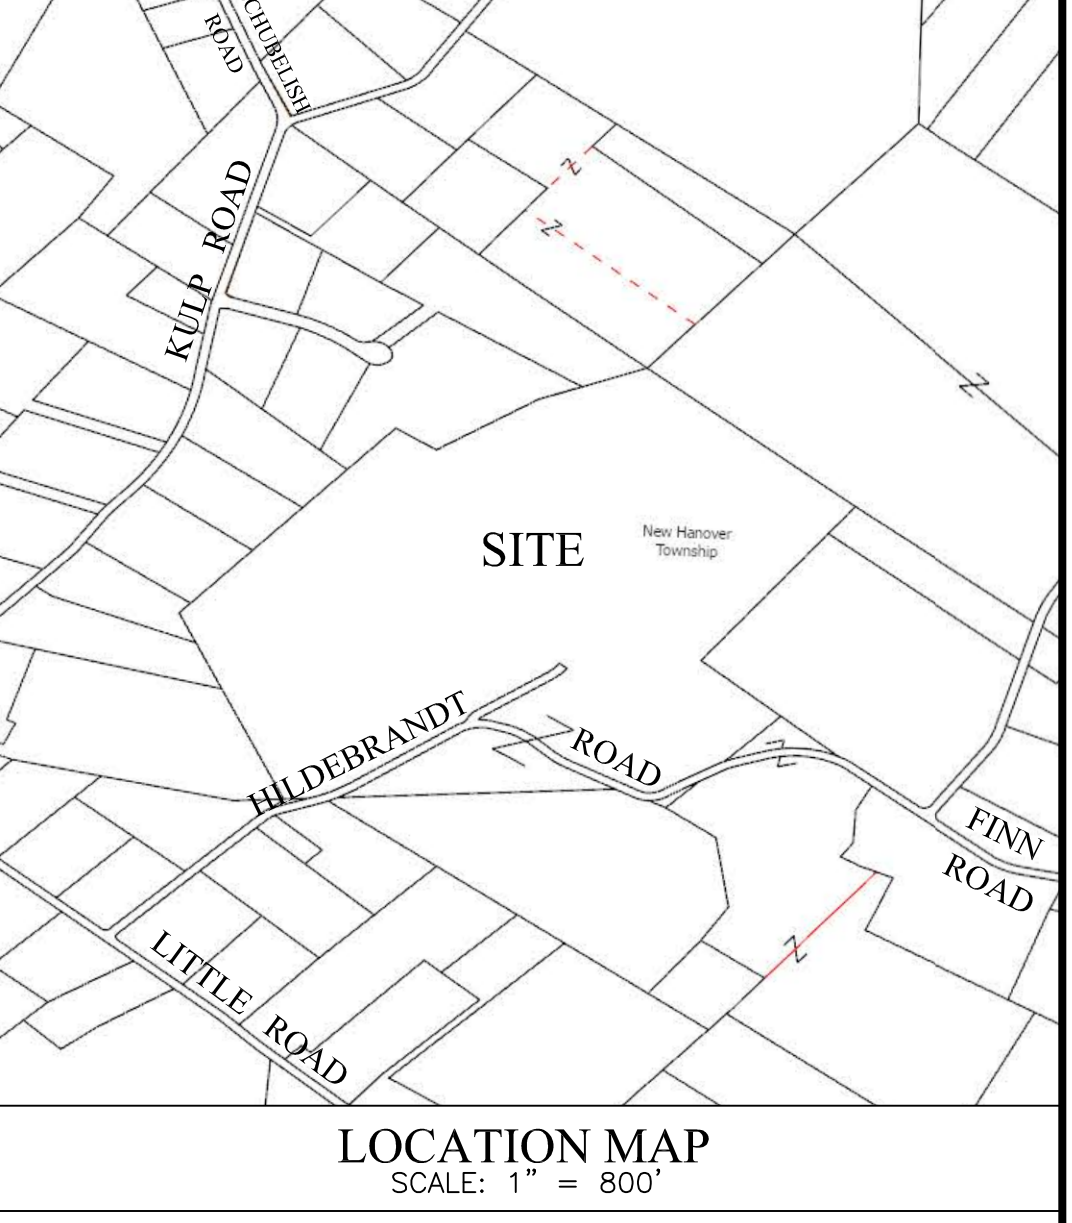 CHUBELISH
ROAD
KULP ROAD
SITE
New Hanover
Township
HILDEBRANDT
ROAD
FINN
ROAD
LITTLE ROAD
LOCATION MAP
SCALE: 1" = 800'